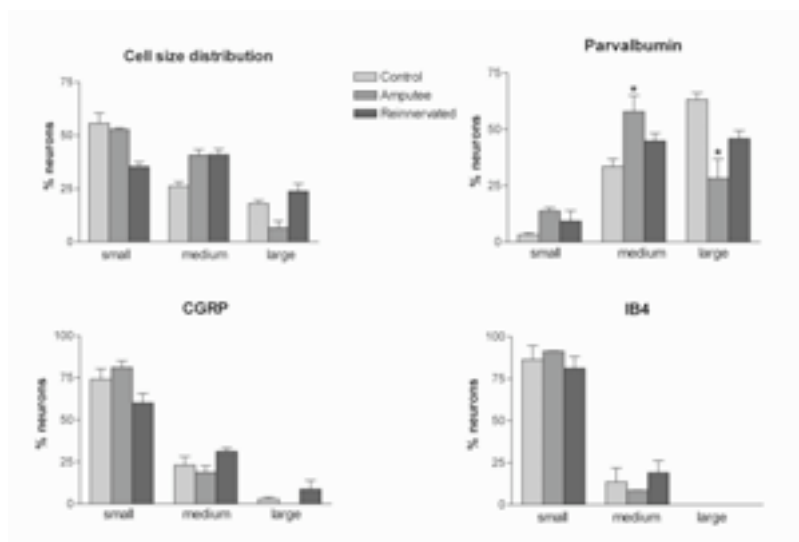 Cell size distribution
75
50
25
0
% neurons
small medium large
Control
Amputee
Reinnervated
Parvalbumin
75
50
25
0
% neurons
* *
small medium large
CGRP
100
75
50
25
0
% neurons
small medium large
IB4
100
75
50
25
0
% neurons
small medium large